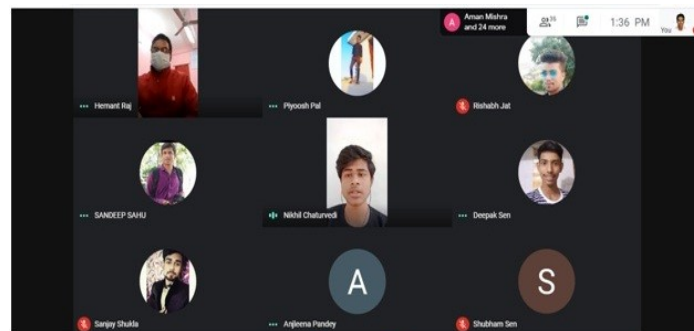 Aman Mishra
and 24 more
36
1:36 PM
You
Hemant Raj
Piyoosh Pal
Rishabh Jat
SANDEEP SAHU
Nikhil Chaturvedi
Deepak Sen
A
S
Sanjay Shukla
Anjleena Pandey
Shubham Sen